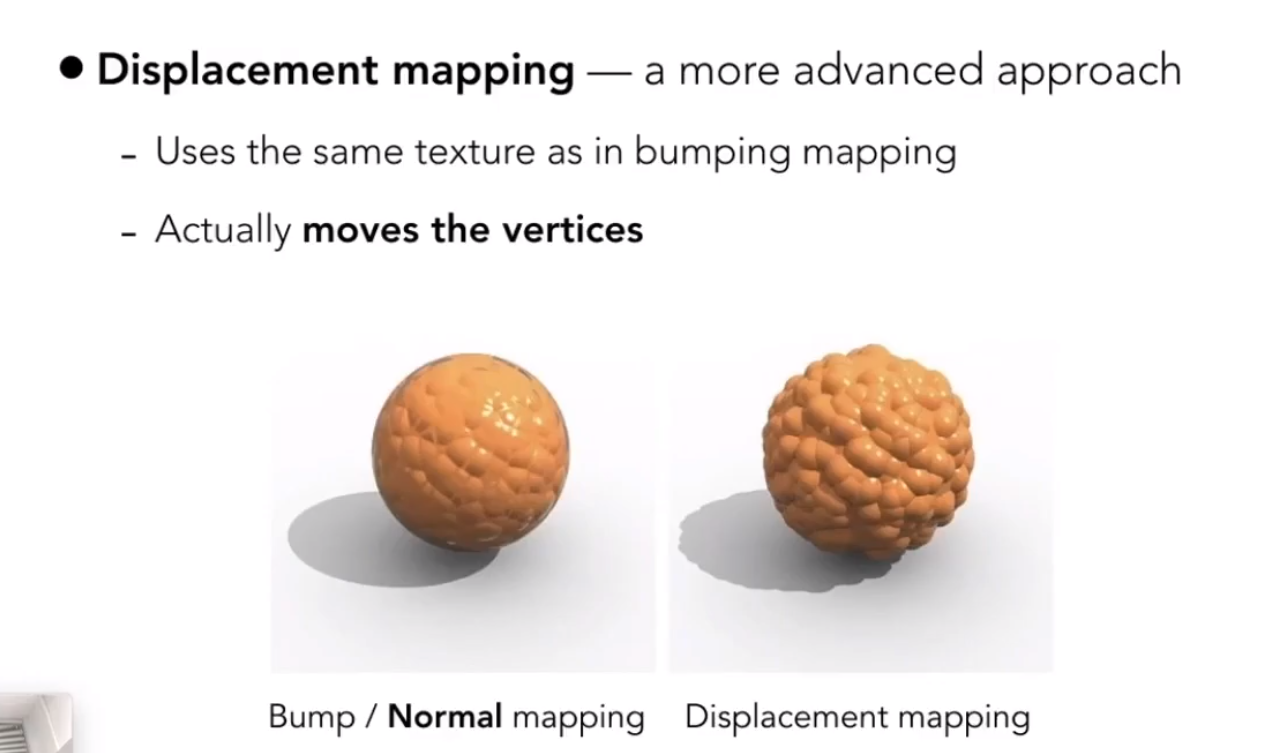 ● Displacement mapping — a more advanced approach
– Uses the same texture as in bumping mapping
– Actually moves the vertices
Bump / Normal mapping
Displacement mapping